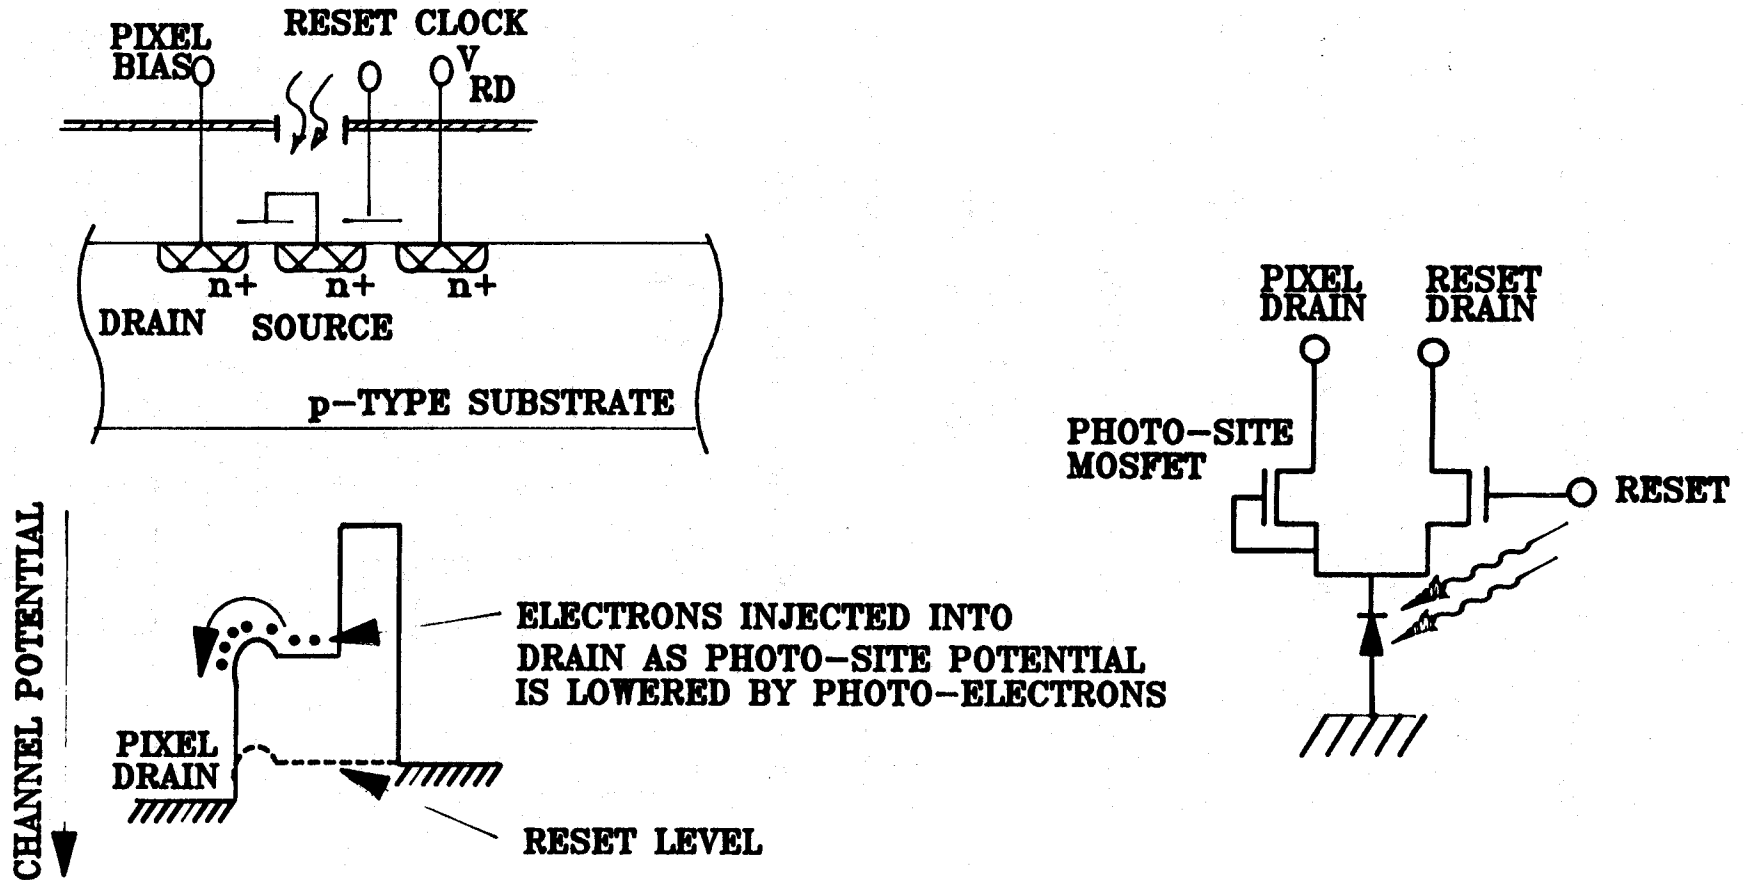 PIXEL
BIAS
RESET CLOCK
V
RD
n+
n+
n+
DRAIN
SOURCE
p-TYPE SUBSTRATE
CHANNEL POTENTIAL
ELECTRONS INJECTED INTO
DRAIN AS PHOTO-SITE POTENTIAL
IS LOWERED BY PHOTO-ELECTRONS
PIXEL
DRAIN
RESET LEVEL
PIXEL
DRAIN
RESET
DRAIN
PHOTO-SITE
MOSFET
RESET